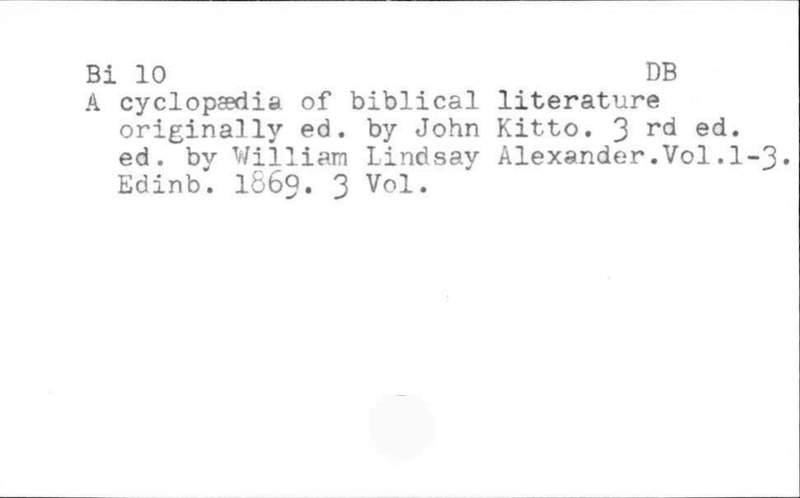 Bi 10 DB
A cyclopædia of biblical literature
originally ed. by John Kitto. 3 rd ed.
ed. by William Lindsay Alexander.Vol.1-3.
Edinb. 1869. 3 Vol.